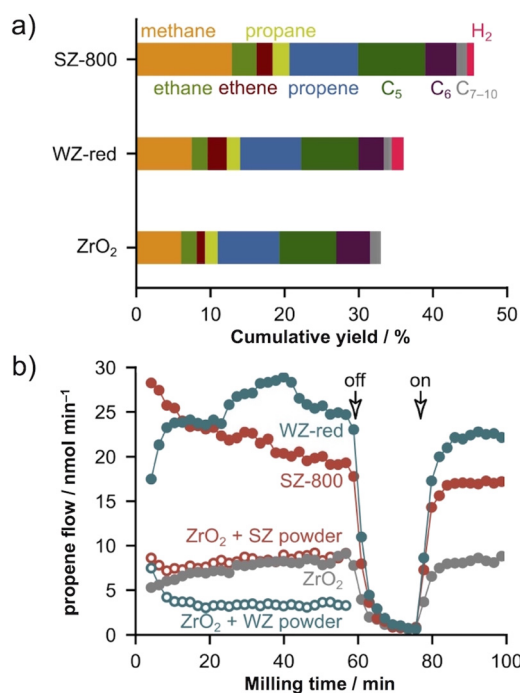 a)
methane propane H2
SZ-800
ethane ethene propene C5 C6 C7–10
WZ-red
ZrO2
0 10 20 30 40 50
Cumulative yield / %
b)
30
25
20
15
10
5
0
propene flow / nmol min⁻¹
off on
WZ-red
SZ-800
ZrO2 + SZ powder
ZrO2
ZrO2 + WZ powder
0 20 40 60 80 100
Milling time / min